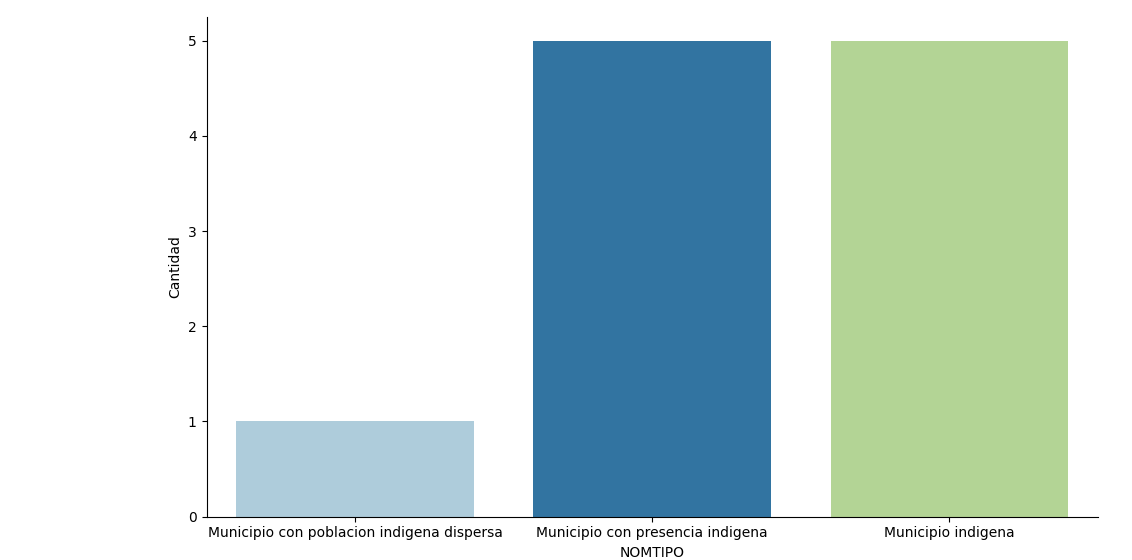 5
4
3
2
1
0
Cantidad
Municipio con poblacion indigena dispersa
Municipio con presencia indigena
Municipio indigena
NOMTIPO